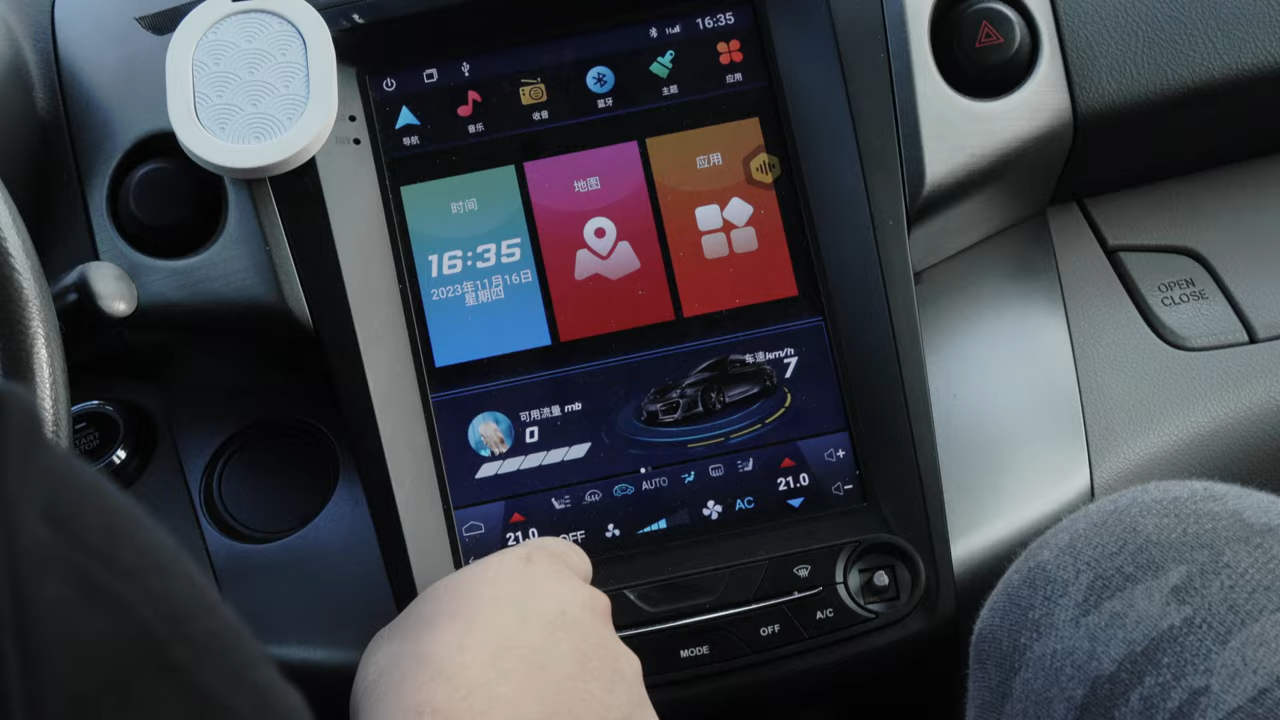 16:35
导航
音乐
收音
蓝牙
主题
应用
时间
16:35
2023年11月16日
星期四
地图
应用
可用流量 mb
0
车速km/h
7
AUTO
21.0
OFF
AC
21.0
MODE
OFF
A/C
OPEN
CLOSE
START
STOP